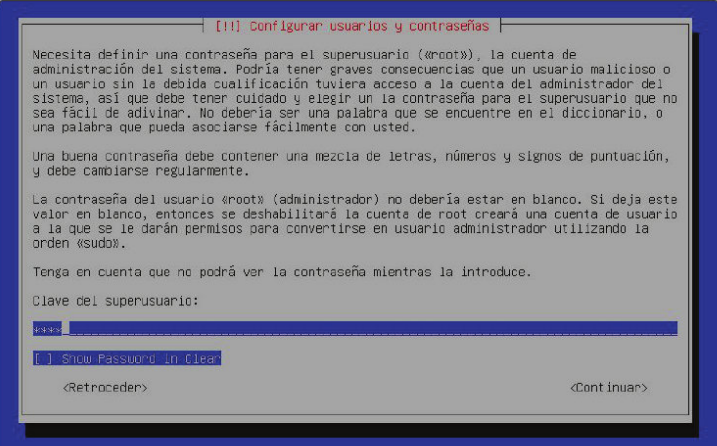 [!!] Configurar usuarios y contraseñas
Necesita definir una contraseña para el superusuario («root»), la cuenta de
administración del sistema. Podría tener graves consecuencias que un usuario malicioso o
un usuario sin la debida cualificación tuviera acceso a la cuenta del administrador del
sistema, así que debe tener cuidado y elegir un la contraseña para el superusuario que no
sea fácil de adivinar. No debería ser una palabra que se encuentre en el diccionario, o
una palabra que pueda asociarse fácilmente con usted.
Una buena contraseña debe contener una mezcla de letras, números y signos de puntuación,
y debe cambiarse regularmente.
La contraseña del usuario «root» (administrador) no debería estar en blanco. Si deja este
valor en blanco, entonces se deshabilitará la cuenta de root creará una cuenta de usuario
a la que se le darán permisos para convertirse en usuario administrador utilizando la
orden «sudo».
Tenga en cuenta que no podrá ver la contraseña mientras la introduce.
Clave del superusuario:
****
[ ] Show Password in Clear
<Retroceder> <Continuar>